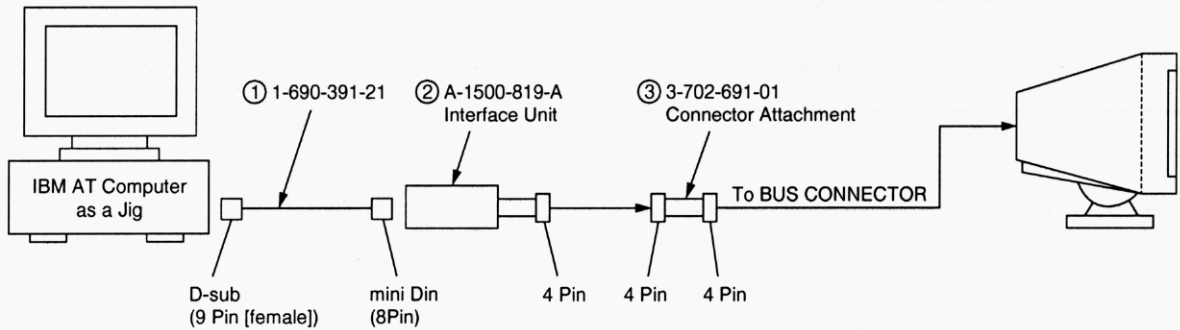 ① 1-690-391-21
② A-1500-819-A
Interface Unit
③ 3-702-691-01
Connector Attachment
IBM AT Computer
as a Jig
To BUS CONNECTOR
D-sub
(9 Pin [female])
mini Din
(8Pin)
4 Pin
4 Pin
4 Pin